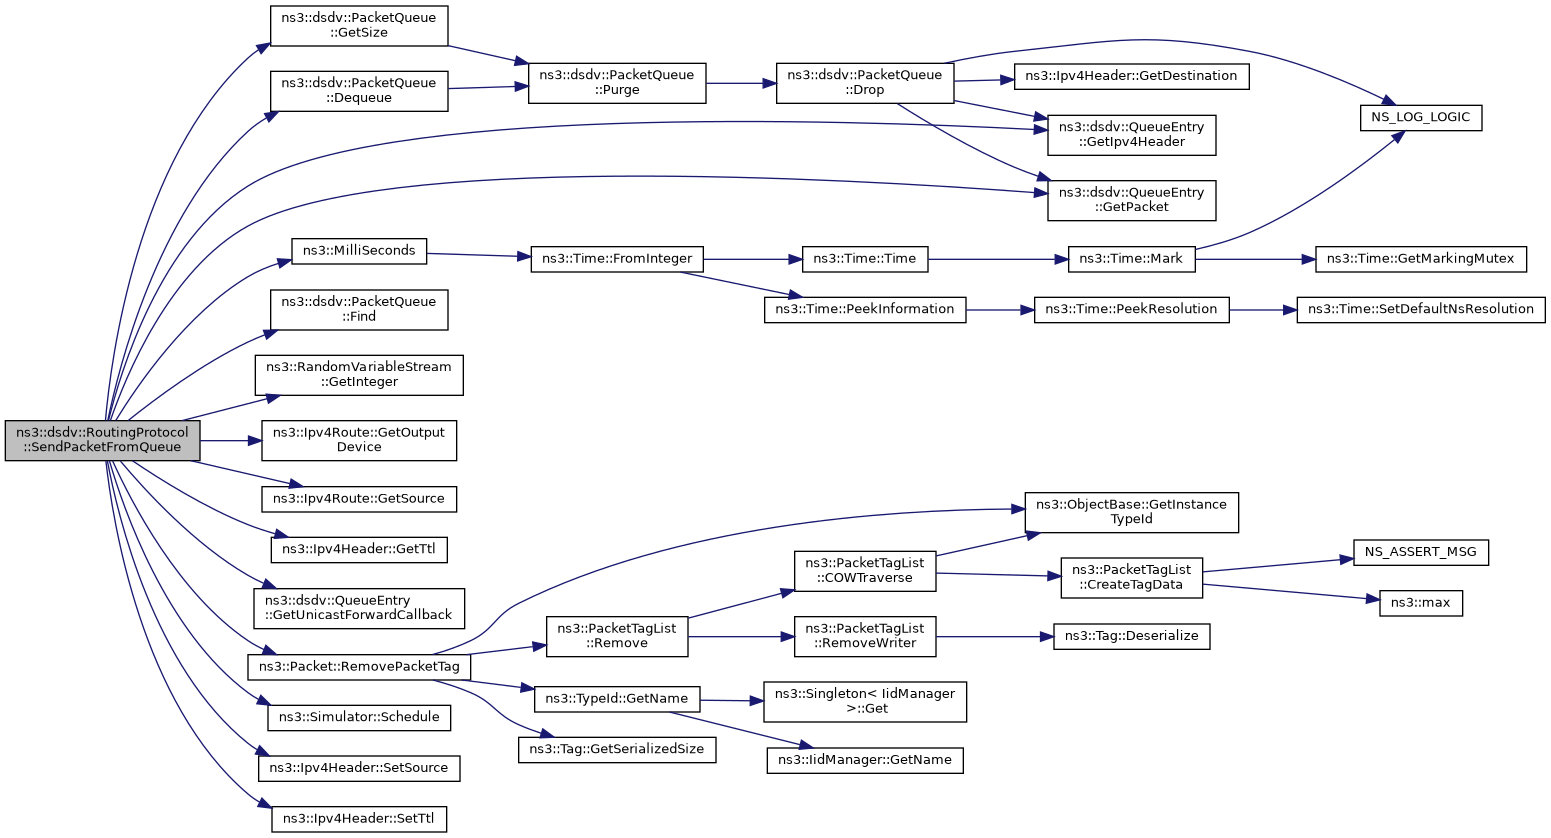 ns3::dsdv::RoutingProtocol
::SendPacketFromQueue
ns3::dsdv::PacketQueue
::GetSize
ns3::dsdv::PacketQueue
::Dequeue
ns3::dsdv::PacketQueue
::Purge
ns3::dsdv::PacketQueue
::Drop
ns3::Ipv4Header::GetDestination
NS_LOG_LOGIC
ns3::dsdv::QueueEntry
::GetIpv4Header
ns3::dsdv::QueueEntry
::GetPacket
ns3::MilliSeconds
ns3::Time::FromInteger
ns3::Time::Time
ns3::Time::Mark
ns3::Time::GetMarkingMutex
ns3::Time::PeekInformation
ns3::Time::PeekResolution
ns3::Time::SetDefaultNsResolution
ns3::dsdv::PacketQueue
::Find
ns3::RandomVariableStream
::GetInteger
ns3::Ipv4Route::GetOutput
Device
ns3::Ipv4Route::GetSource
ns3::Ipv4Header::GetTtl
ns3::dsdv::QueueEntry
::GetUnicastForwardCallback
ns3::Packet::RemovePacketTag
ns3::ObjectBase::GetInstance
TypeId
ns3::PacketTagList
::Remove
ns3::PacketTagList
::COWTraverse
ns3::PacketTagList
::CreateTagData
NS_ASSERT_MSG
ns3::max
ns3::PacketTagList
::RemoveWriter
ns3::Tag::Deserialize
ns3::TypeId::GetName
ns3::Singleton< IidManager
>::Get
ns3::IidManager::GetName
ns3::Tag::GetSerializedSize
ns3::Simulator::Schedule
ns3::Ipv4Header::SetSource
ns3::Ipv4Header::SetTtl